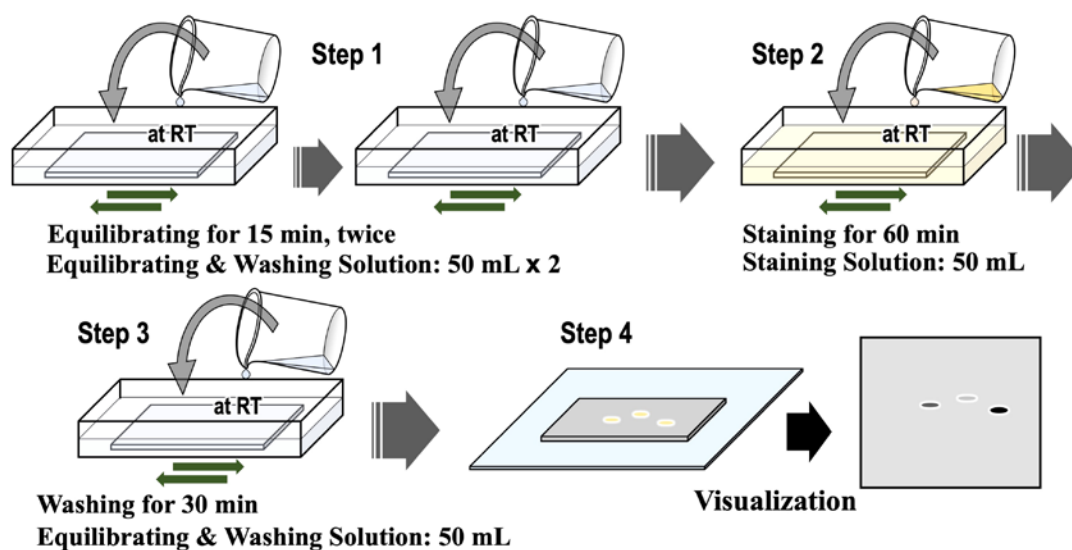 Step 1
Step 2
at RT
at RT
at RT
Equilibrating for 15 min, twice
Equilibrating & Washing Solution: 50 mL x 2
Staining for 60 min
Staining Solution: 50 mL
Step 3
Step 4
at RT
Washing for 30 min
Equilibrating & Washing Solution: 50 mL
Visualization